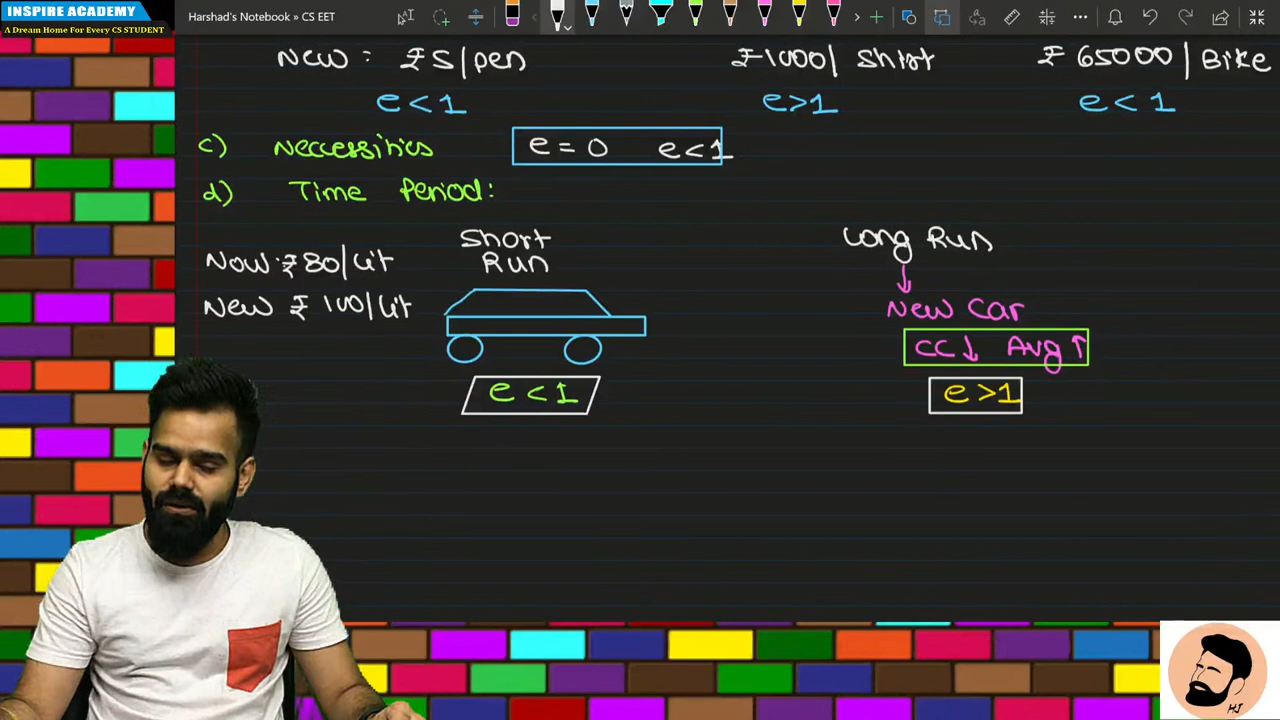 INSPIRE ACADEMY
A Dream Home For Every CS STUDENT
Harshad's Notebook » CS EET
New : ₹5/pen ₹1000/ Shirt ₹ 65000/Bike
e<1 e>1 e<1
c) Neccessities e = 0 e<1
d) Time Period:
Short Run
Long Run
Now:₹80/Lit
New ₹ 100/Lit
New Car
CC↓ Avg↑
e<1
e>1
HJ